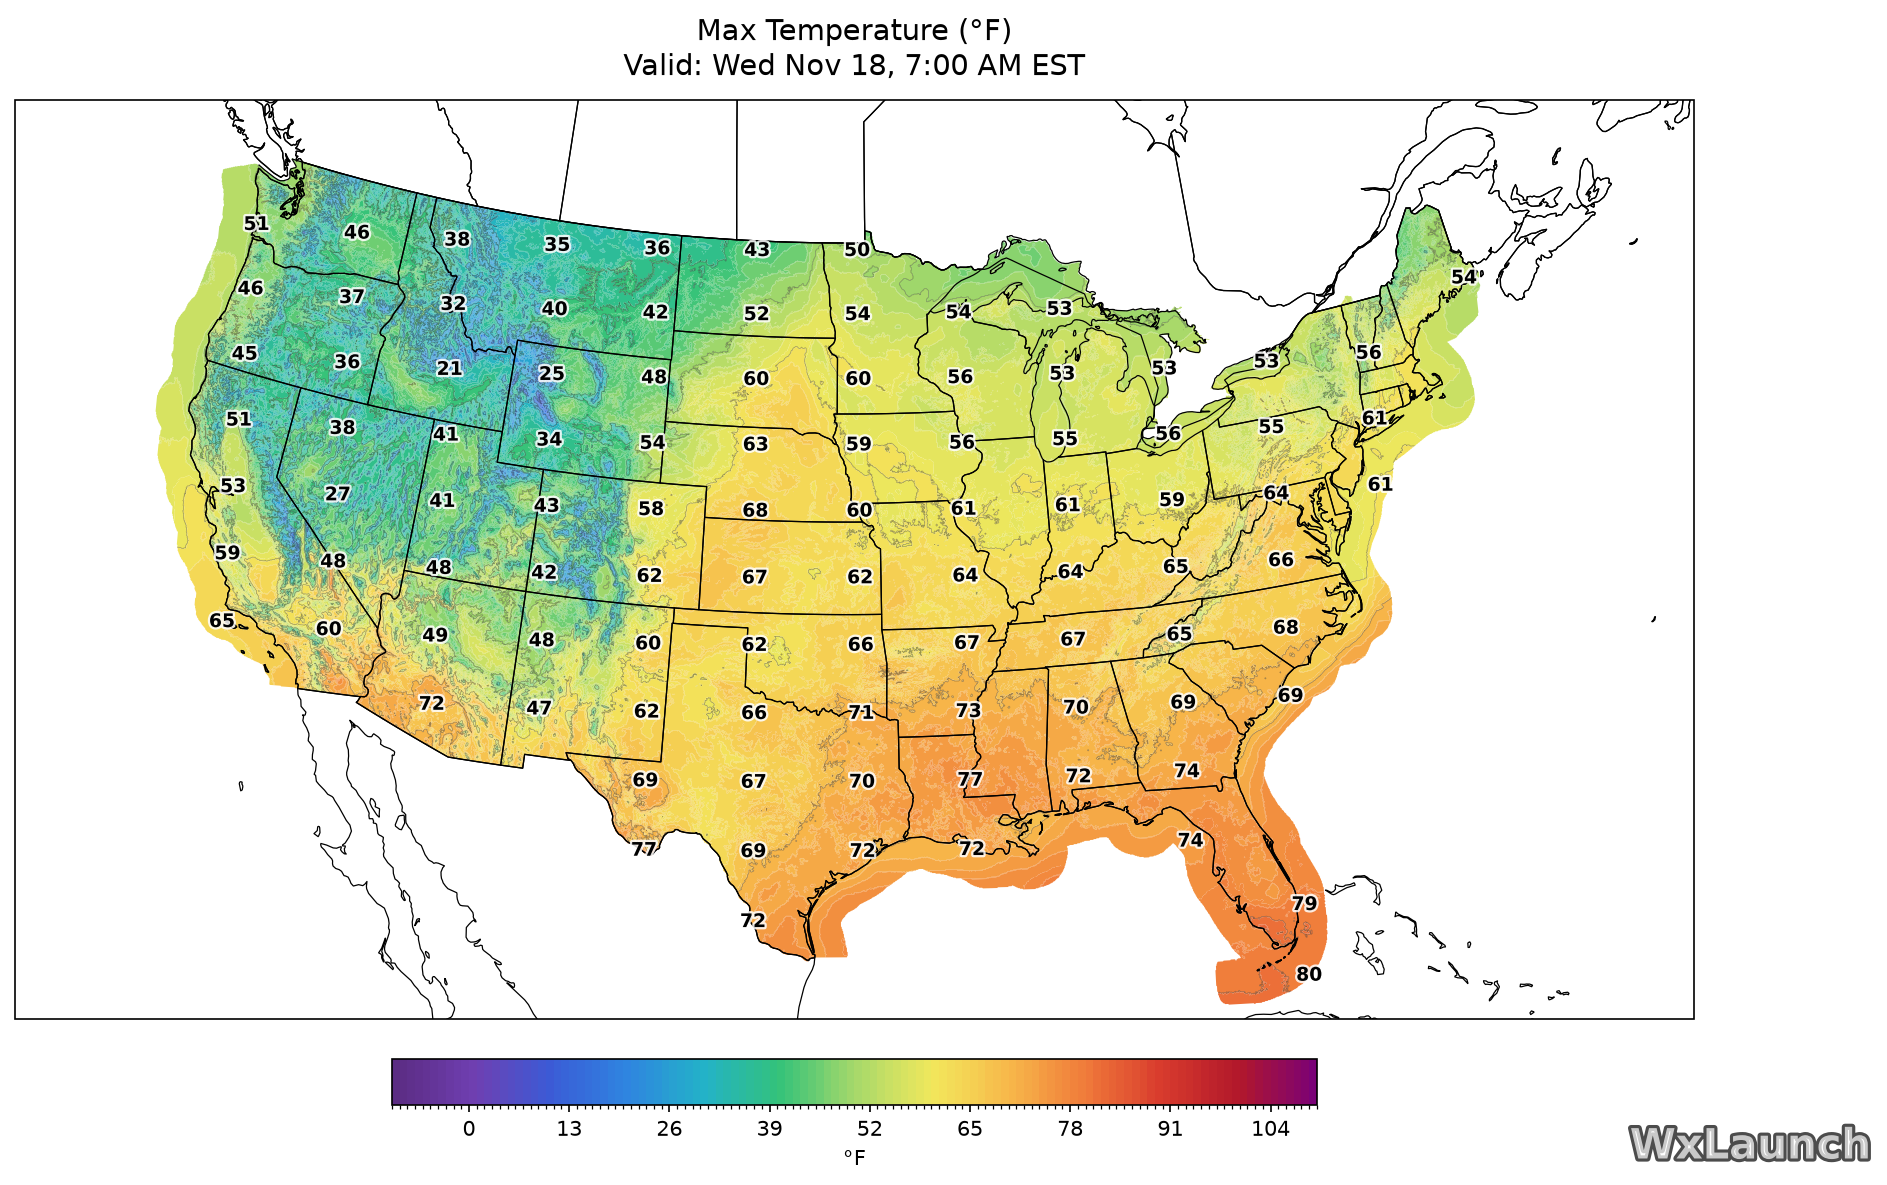 Max Temperature (°F)
Valid: Wed Nov 18, 7:00 AM EST
51 46 38 35 36 43 50
46 37 32 40 42 52 54 54 53 54
45 36 21 25 48 60 60 56 53 53 53 56
51 38 41 34 54 63 59 56 55 56 55 61
53 27 41 43 58 68 60 61 61 59 64 61
59 48 48 42 62 67 62 64 64 65 66
65 60 49 48 60 62 66 67 67 65 68
72 47 62 66 71 73 70 69 69
69 67 70 77 72 74
77 69 72 72 74
72 79
80
0 13 26 39 52 65 78 91 104
°F
WxLaunch